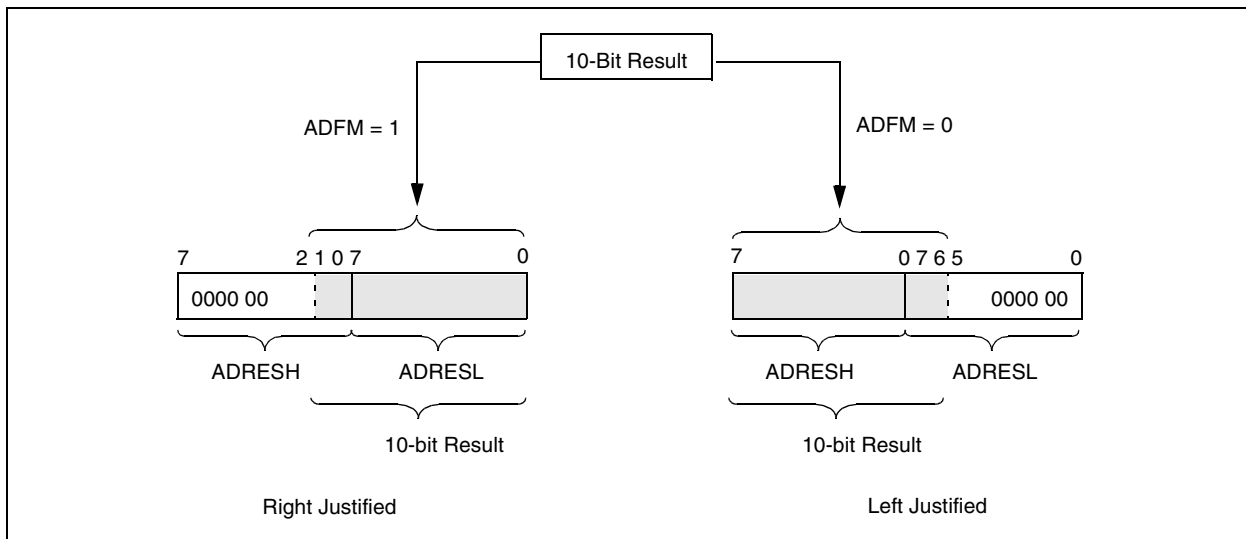 10-Bit Result
ADFM = 1
ADFM = 0
7 2 1 0 7 0
0000 00
ADRESH ADRESL
10-bit Result
Right Justified
7 0 7 6 5 0
0000 00
ADRESH ADRESL
10-bit Result
Left Justified